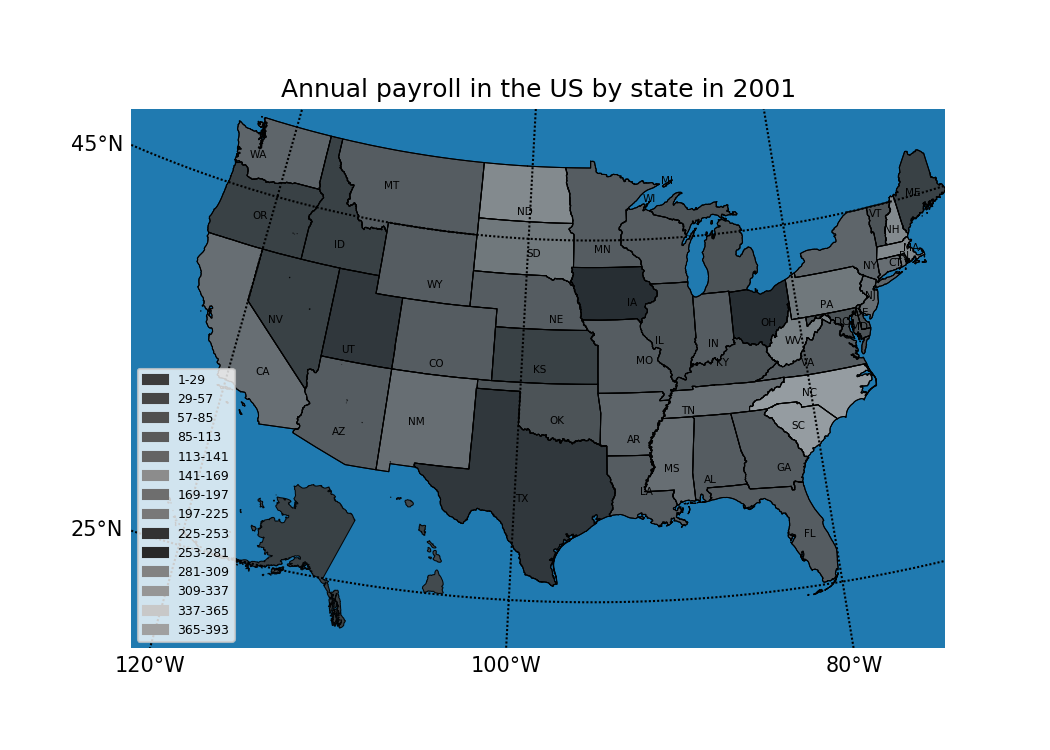 Annual payroll in the US by state in 2001
45°N
25°N
120°W
100°W
80°W
WA
MT
ND
MI
WI
ME
VT
NH
MA
OR
ID
SD
MN
NY
CT
WY
NE
IA
PA
NJ
NV
UT
CO
KS
MO
IL
IN
OH
WV
VA
KY
DC
DE
MD
CA
AZ
NM
OK
AR
TN
NC
SC
TX
LA
MS
AL
GA
FL
1-29
29-57
57-85
85-113
113-141
141-169
169-197
197-225
225-253
253-281
281-309
309-337
337-365
365-393